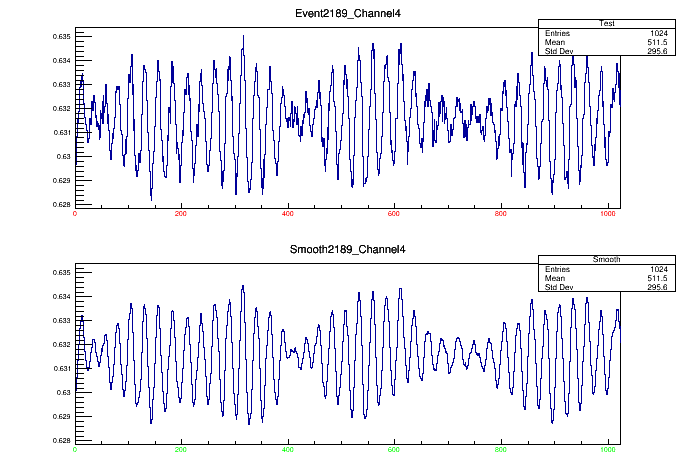 Event2189_Channel4
Test
Entries 1024
Mean 511.5
Std Dev 295.6
0.635
0.634
0.633
0.632
0.631
0.63
0.629
0.628
0 200 400 600 800 1000
Smooth2189_Channel4
Smooth
Entries 1024
Mean 511.5
Std Dev 295.6
0.635
0.634
0.633
0.632
0.631
0.63
0.629
0.628
0 200 400 600 800 1000